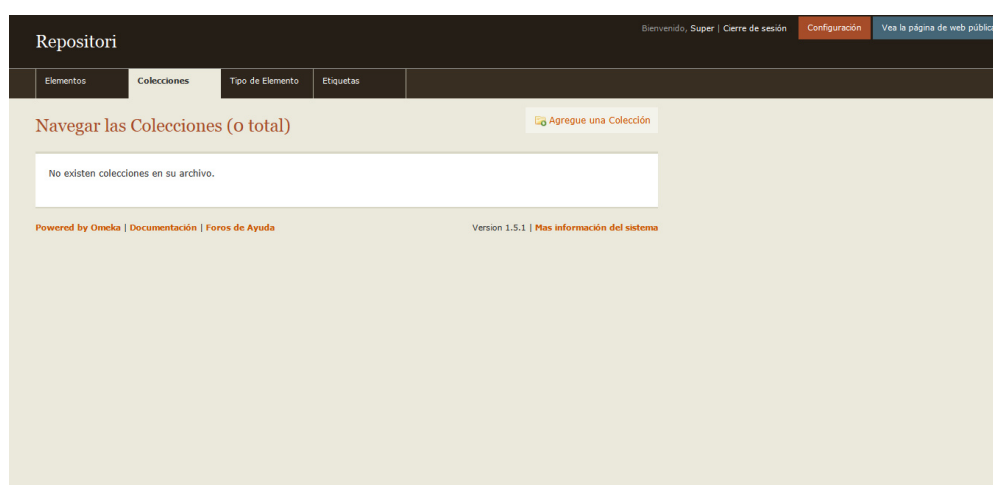 Repositori
Bienvenido, Super | Cierre de sesión
Configuración
Vea la página de web pública
Elementos
Colecciones
Tipo de Elemento
Etiquetas
Navegar las Colecciones (0 total)
Agregue una Colección
No existen colecciones en su archivo.
Powered by Omeka | Documentación | Foros de Ayuda
Version 1.5.1 | Mas información del sistema